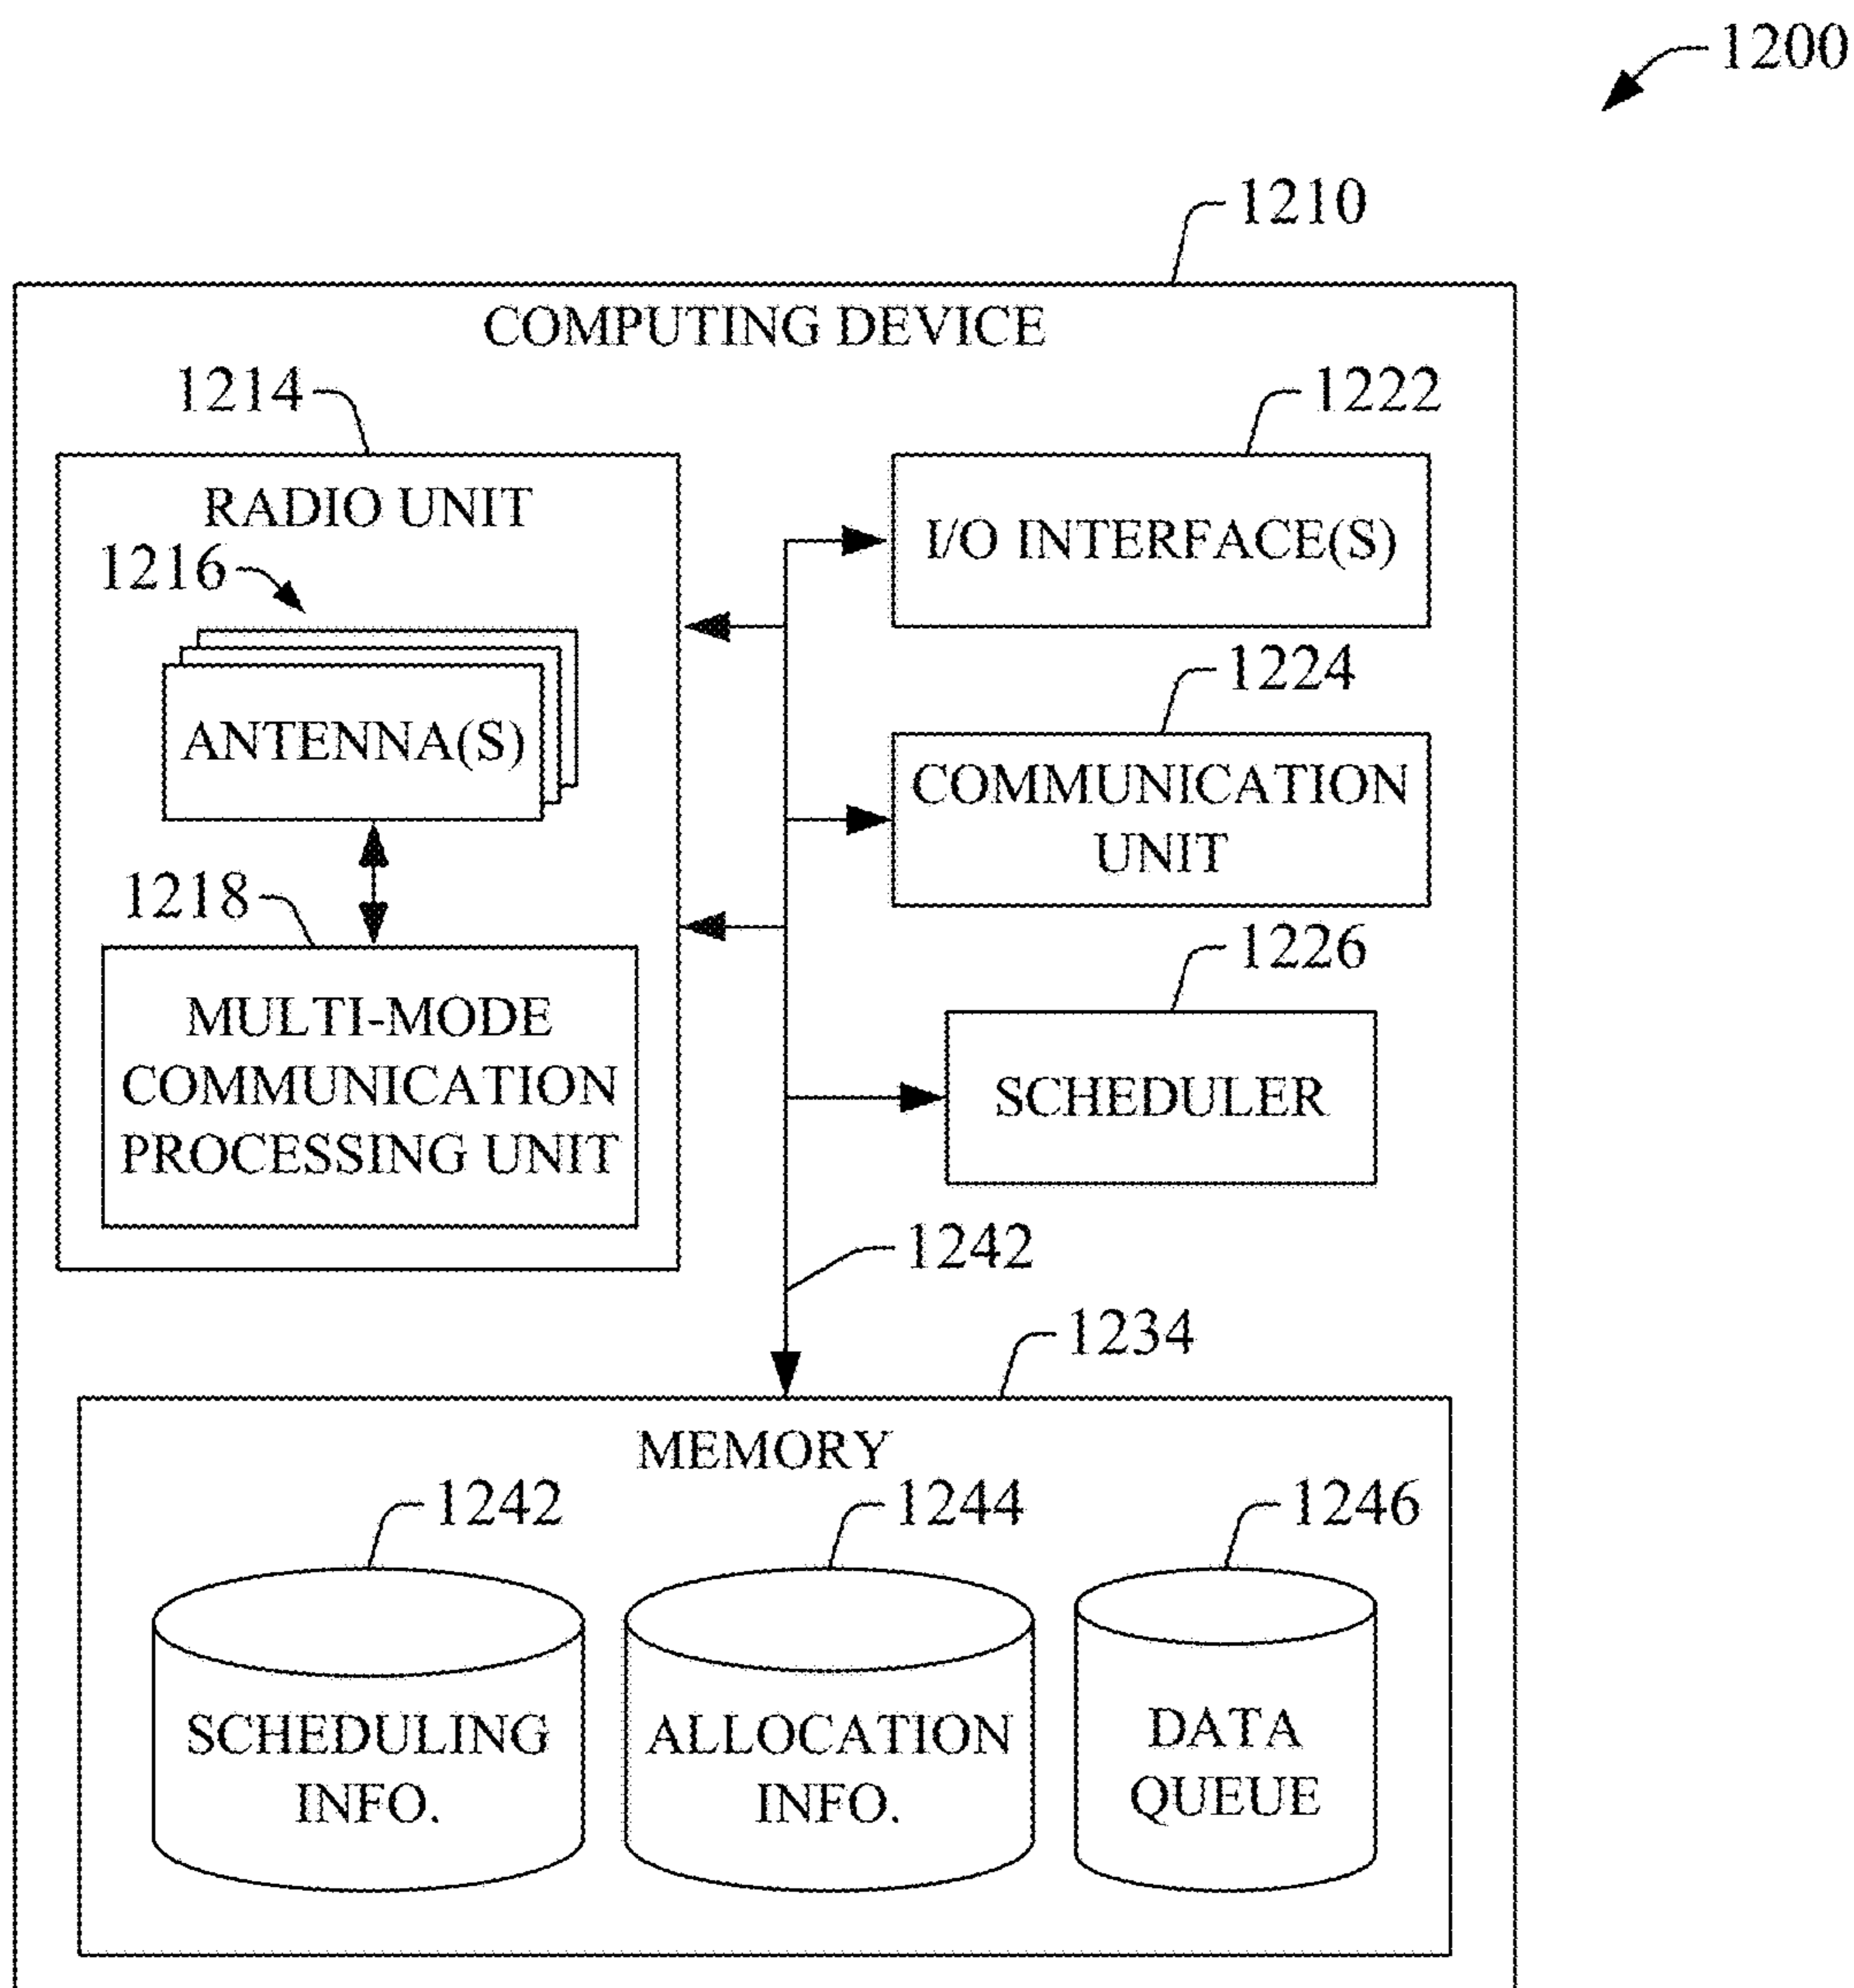 1200
1210
COMPUTING DEVICE
1214
1222
RADIO UNIT
I/O INTERFACE(S)
1216
ANTENNA(S)
1224
COMMUNICATION
UNIT
1218
1226
MULTI-MODE
COMMUNICATION
PROCESSING UNIT
SCHEDULER
1242
1234
MEMORY
1242
1244
1246
SCHEDULING
INFO.
ALLOCATION
INFO.
DATA
QUEUE